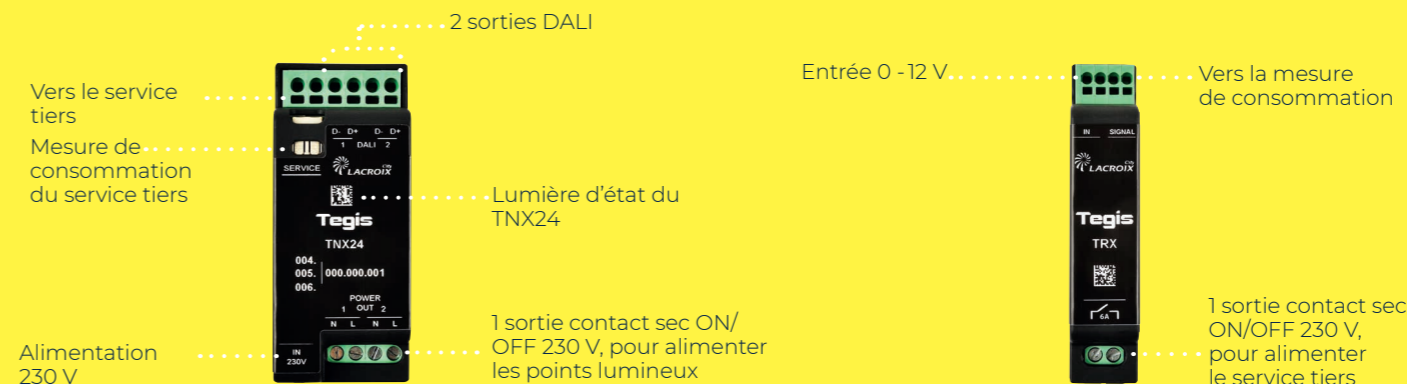 2 sorties DALI
Vers le service
tiers
Mesure de
consommation
du service tiers
Alimentation
230 V
D- D+ D- D+
1 DALI 2
SERVICE
LACROIX City
Tegis
TNX24
004.
005. 000.000.001
006.
POWER
1 OUT 2
N L N L
IN
230V
Lumière d'état du
TNX24
1 sortie contact sec ON/
OFF 230 V, pour alimenter
les points lumineux
Entrée 0 - 12 V
Vers la mesure
de consommation
IN SIGNAL
LACROIX City
Tegis
TRX
6A
1 sortie contact sec
ON/OFF 230 V,
pour alimenter
le service tiers